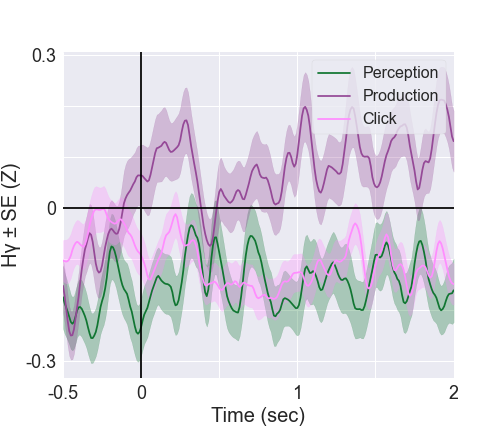 0.3
Perception
Production
Click
Hγ ± SE (Z)
0
-0.3
-0.5 0 1 2
Time (sec)